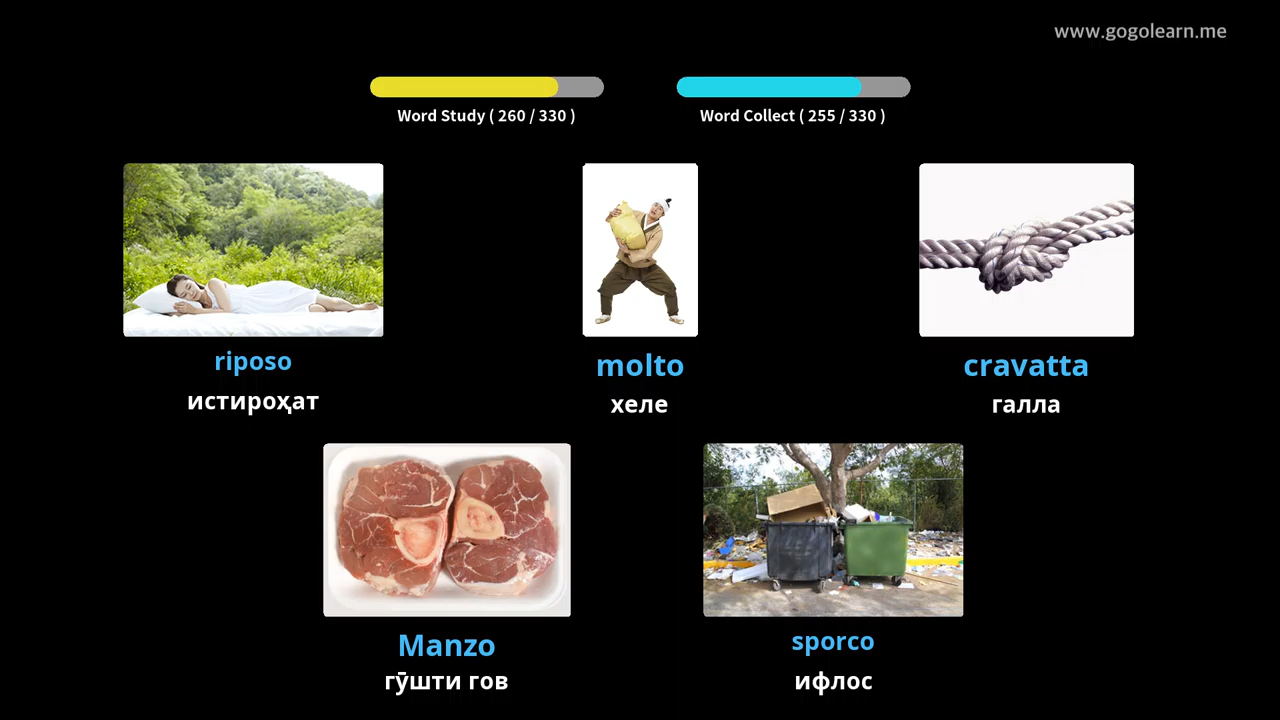 www.gogolearn.me
Word Study ( 260 / 330 )
Word Collect ( 255 / 330 )
riposo
molto
cravatta
истироҳат
хеле
галла
Manzo
sporco
гӯшти гов
ифлос